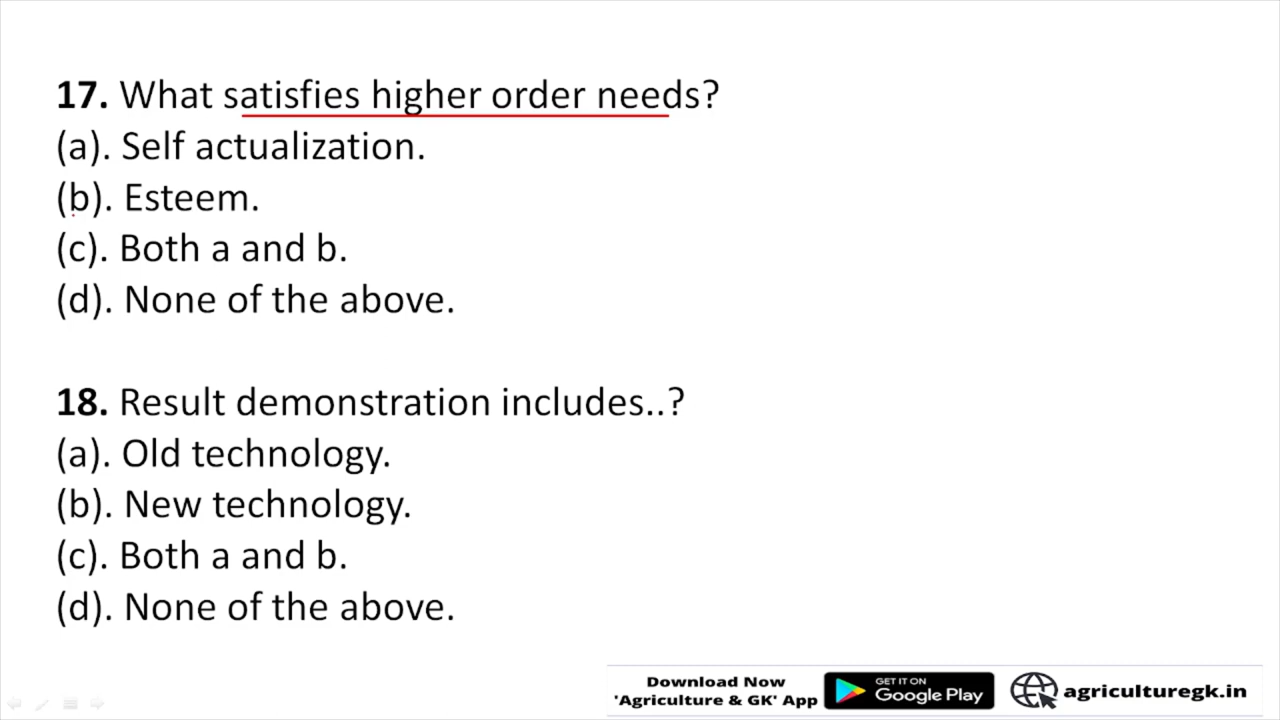 17. What satisfies higher order needs?
(a). Self actualization.
(b). Esteem.
(c). Both a and b.
(d). None of the above.
18. Result demonstration includes..?
(a). Old technology.
(b). New technology.
(c). Both a and b.
(d). None of the above.
Download Now
'Agriculture & GK' App
GET IT ON
Google Play
agriculturegk.in